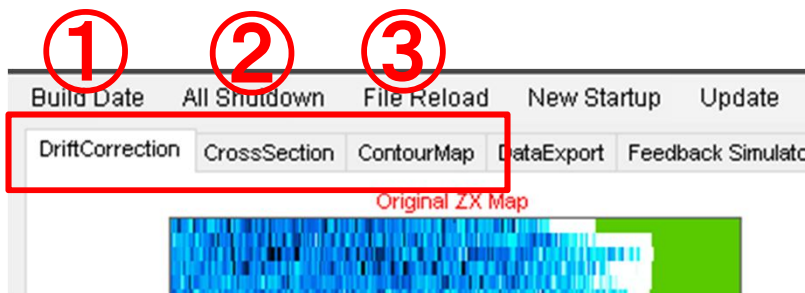 ① ② ③
Build Date All Shutdown File Reload New Startup Update
DriftCorrection CrossSection ContourMap DataExport Feedback Simulato
Original ZX Map